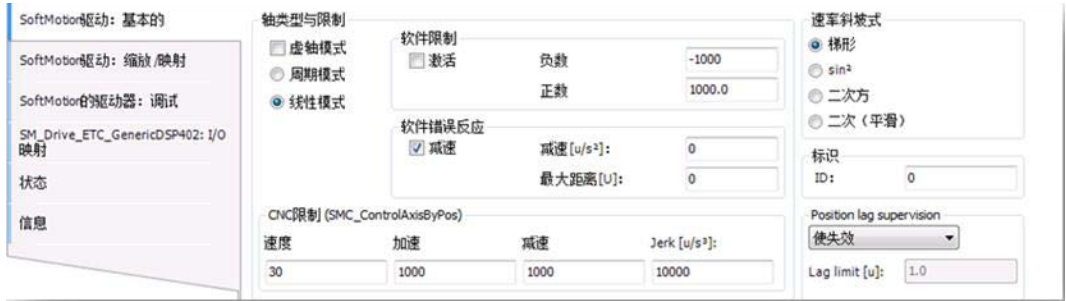 SoftMotion驱动: 基本的
SoftMotion驱动: 缩放/映射
SoftMotion的驱动器: 调试
SM_Drive_ETC_GenericDSP402: I/O
映射
状态
信息
轴类型与限制
虚轴模式
周期模式
线性模式
软件限制
激活
负数
-1000
正数
1000.0
软件错误反应
减速
减速[u/s²]:
0
最大距离[U]:
0
CNC限制 (SMC_ControlAxisByPos)
速度
加速
减速
Jerk [u/s³]:
30
1000
1000
10000
速车斜坡式
梯形
sin²
二次方
二次 (平滑)
标识
ID:
0
Position lag supervision
使失效
Lag limit [u]:
1.0